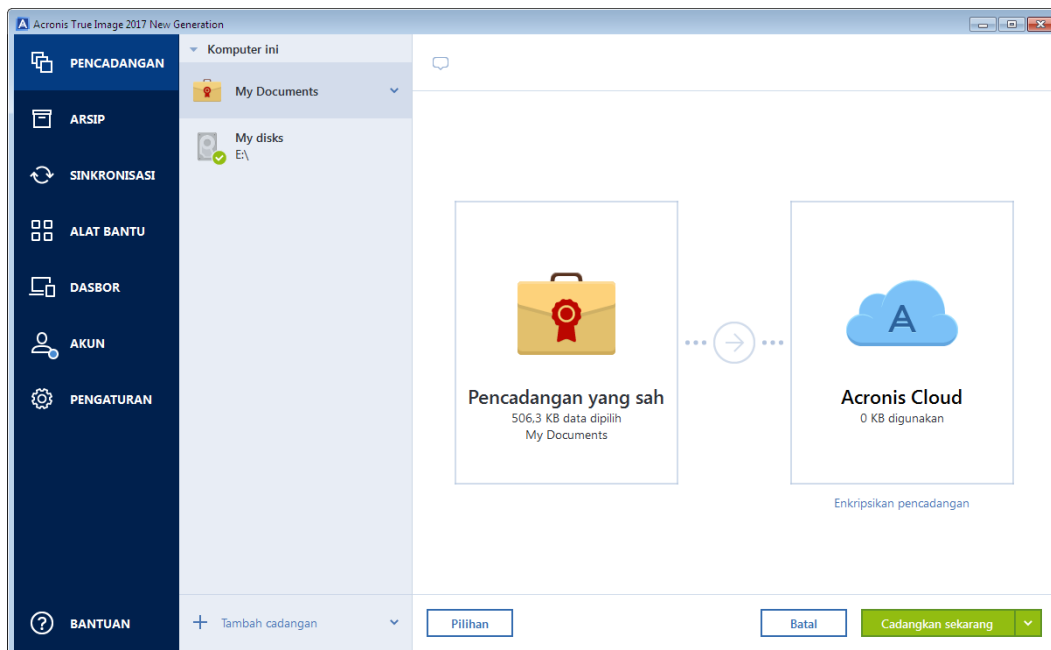 Acronis True Image 2017 New Generation
PENCADANGAN
ARSIP
SINKRONISASI
ALAT BANTU
DASBOR
AKUN
PENGATURAN
BANTUAN
Komputer ini
My Documents
My disks
E:\
Tambah cadangan
Pencadangan yang sah
506,3 KB data dipilih
My Documents
Acronis Cloud
0 KB digunakan
Enkripsikan pencadangan
Pilihan
Batal
Cadangkan sekarang